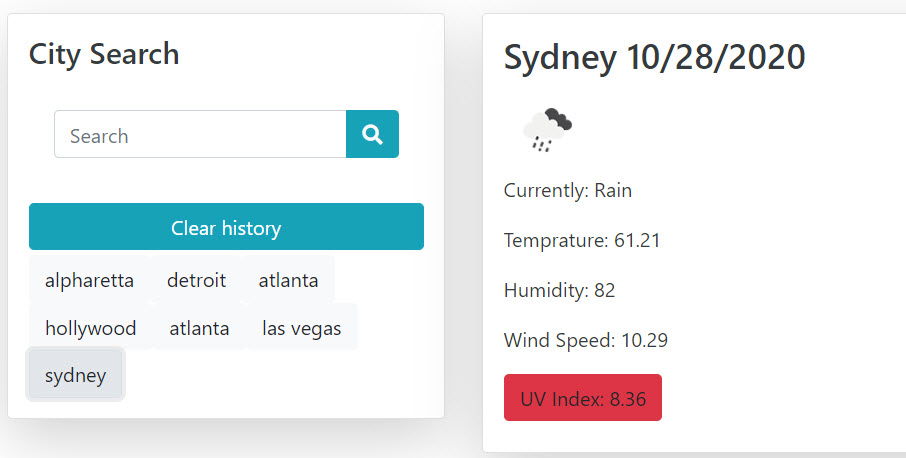 City Search
Search
Clear history
alpharetta detroit atlanta
hollywood atlanta las vegas
sydney
Sydney 10/28/2020
Currently: Rain
Temprature: 61.21
Humidity: 82
Wind Speed: 10.29
UV Index: 8.36